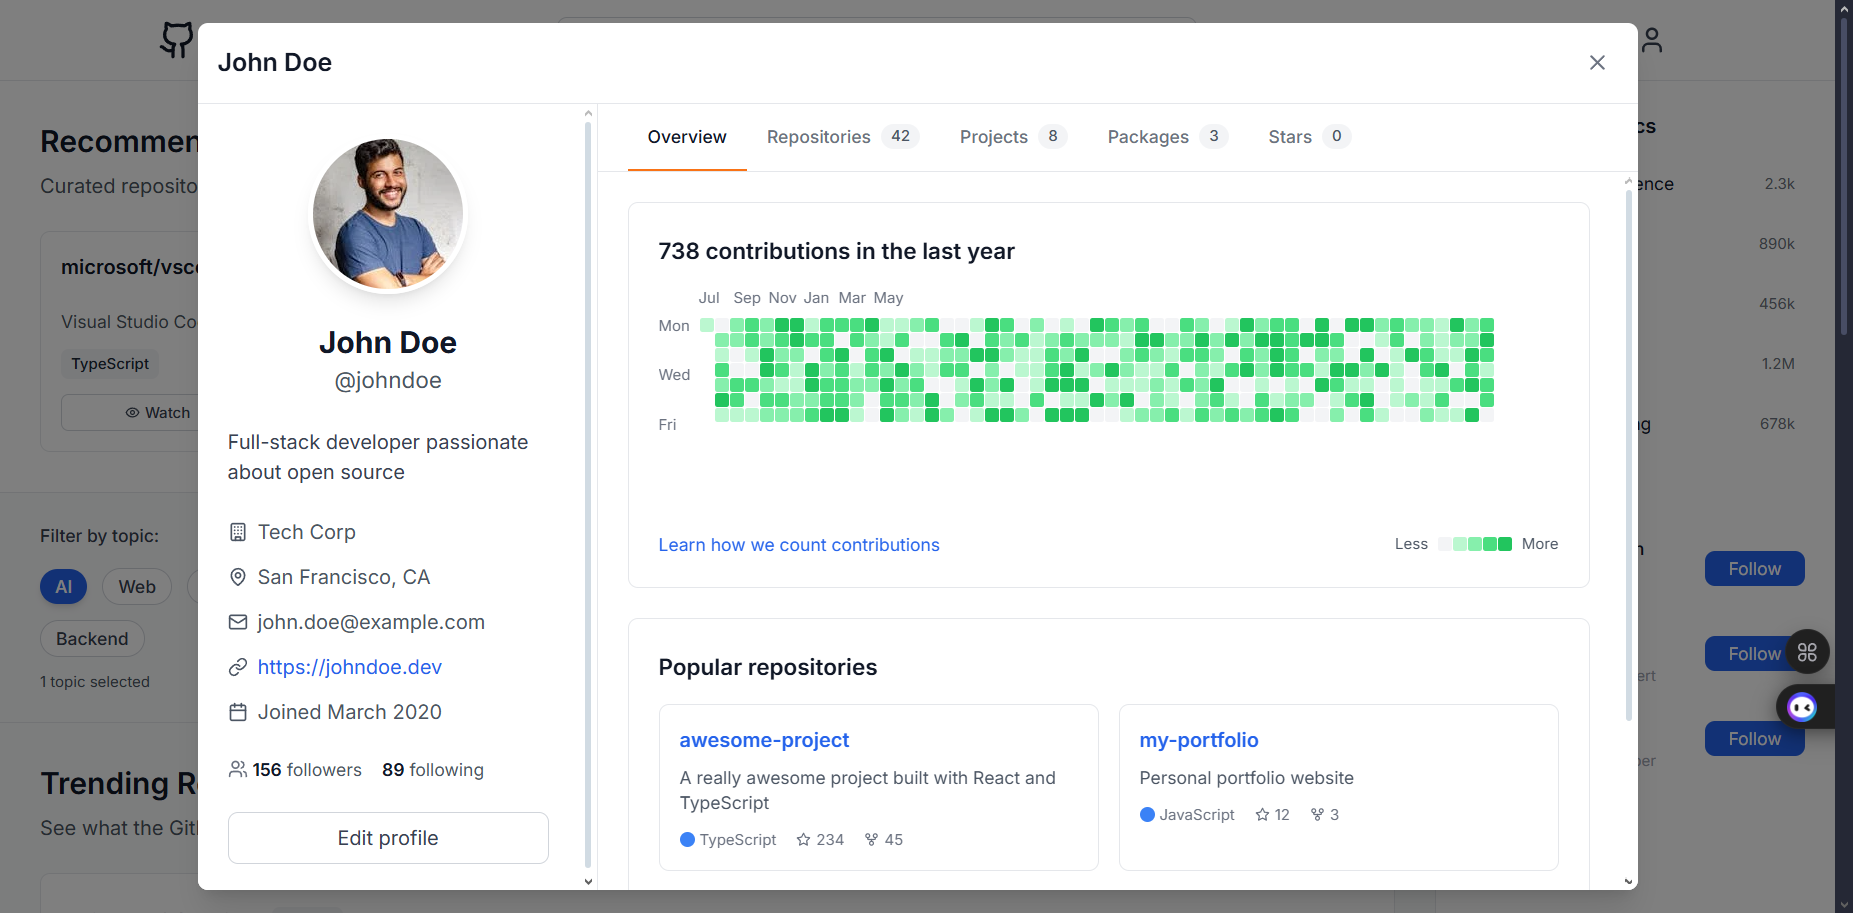 John Doe
Recommen
Curated reposito
microsoft/vsc
Visual Studio Co
TypeScript
Watch
Filter by topic:
AI
Web
Backend
1 topic selected
Trending R
See what the Git
John Doe
@johndoe
Full-stack developer passionate
about open source
Tech Corp
San Francisco, CA
john.doe@example.com
https://johndoe.dev
Joined March 2020
156 followers 89 following
Edit profile
Overview Repositories 42 Projects 8 Packages 3 Stars 0
738 contributions in the last year
Jul Sep Nov Jan Mar May
Mon
Wed
Fri
Learn how we count contributions
Less More
Popular repositories
awesome-project
A really awesome project built with React and
TypeScript
TypeScript 234 45
my-portfolio
Personal portfolio website
JavaScript 12 3
cs
ence 2.3k
890k
456k
1.2M
ng 678k
n
Follow
Follow
ert
Follow
per